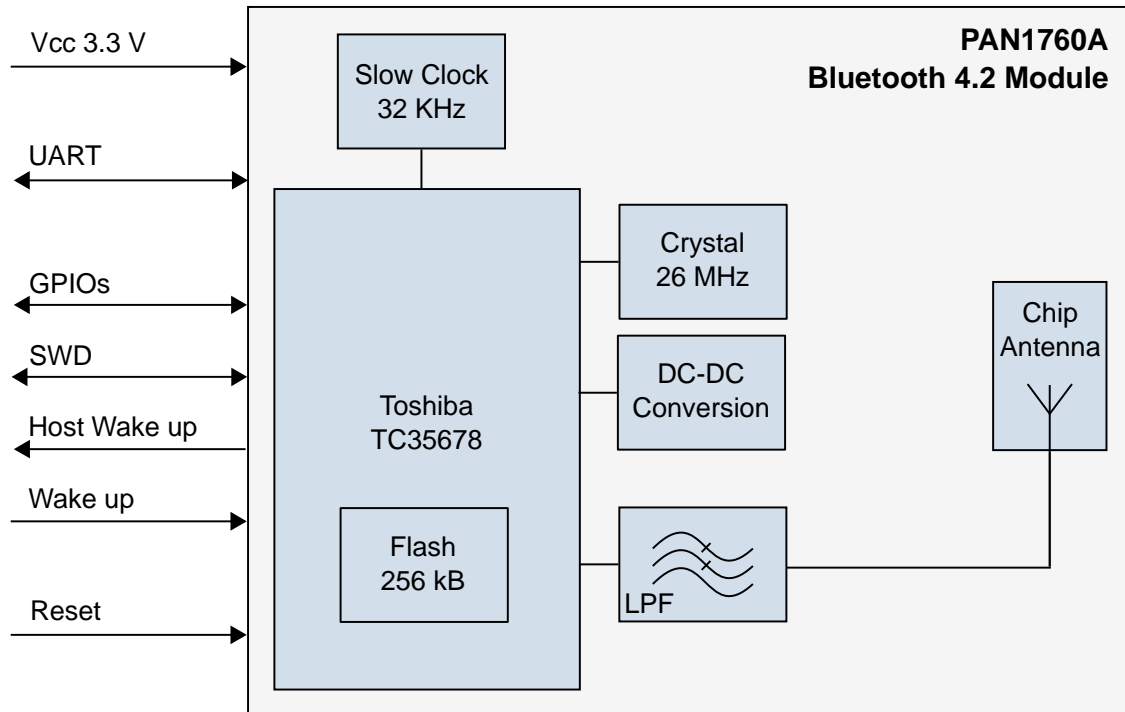 Vcc 3.3 V
UART
GPIOs
SWD
Host Wake up
Wake up
Reset
PAN1760A
Bluetooth 4.2 Module
Slow Clock
32 KHz
Toshiba
TC35678
Flash
256 kB
Crystal
26 MHz
DC-DC
Conversion
LPF
Chip
Antenna